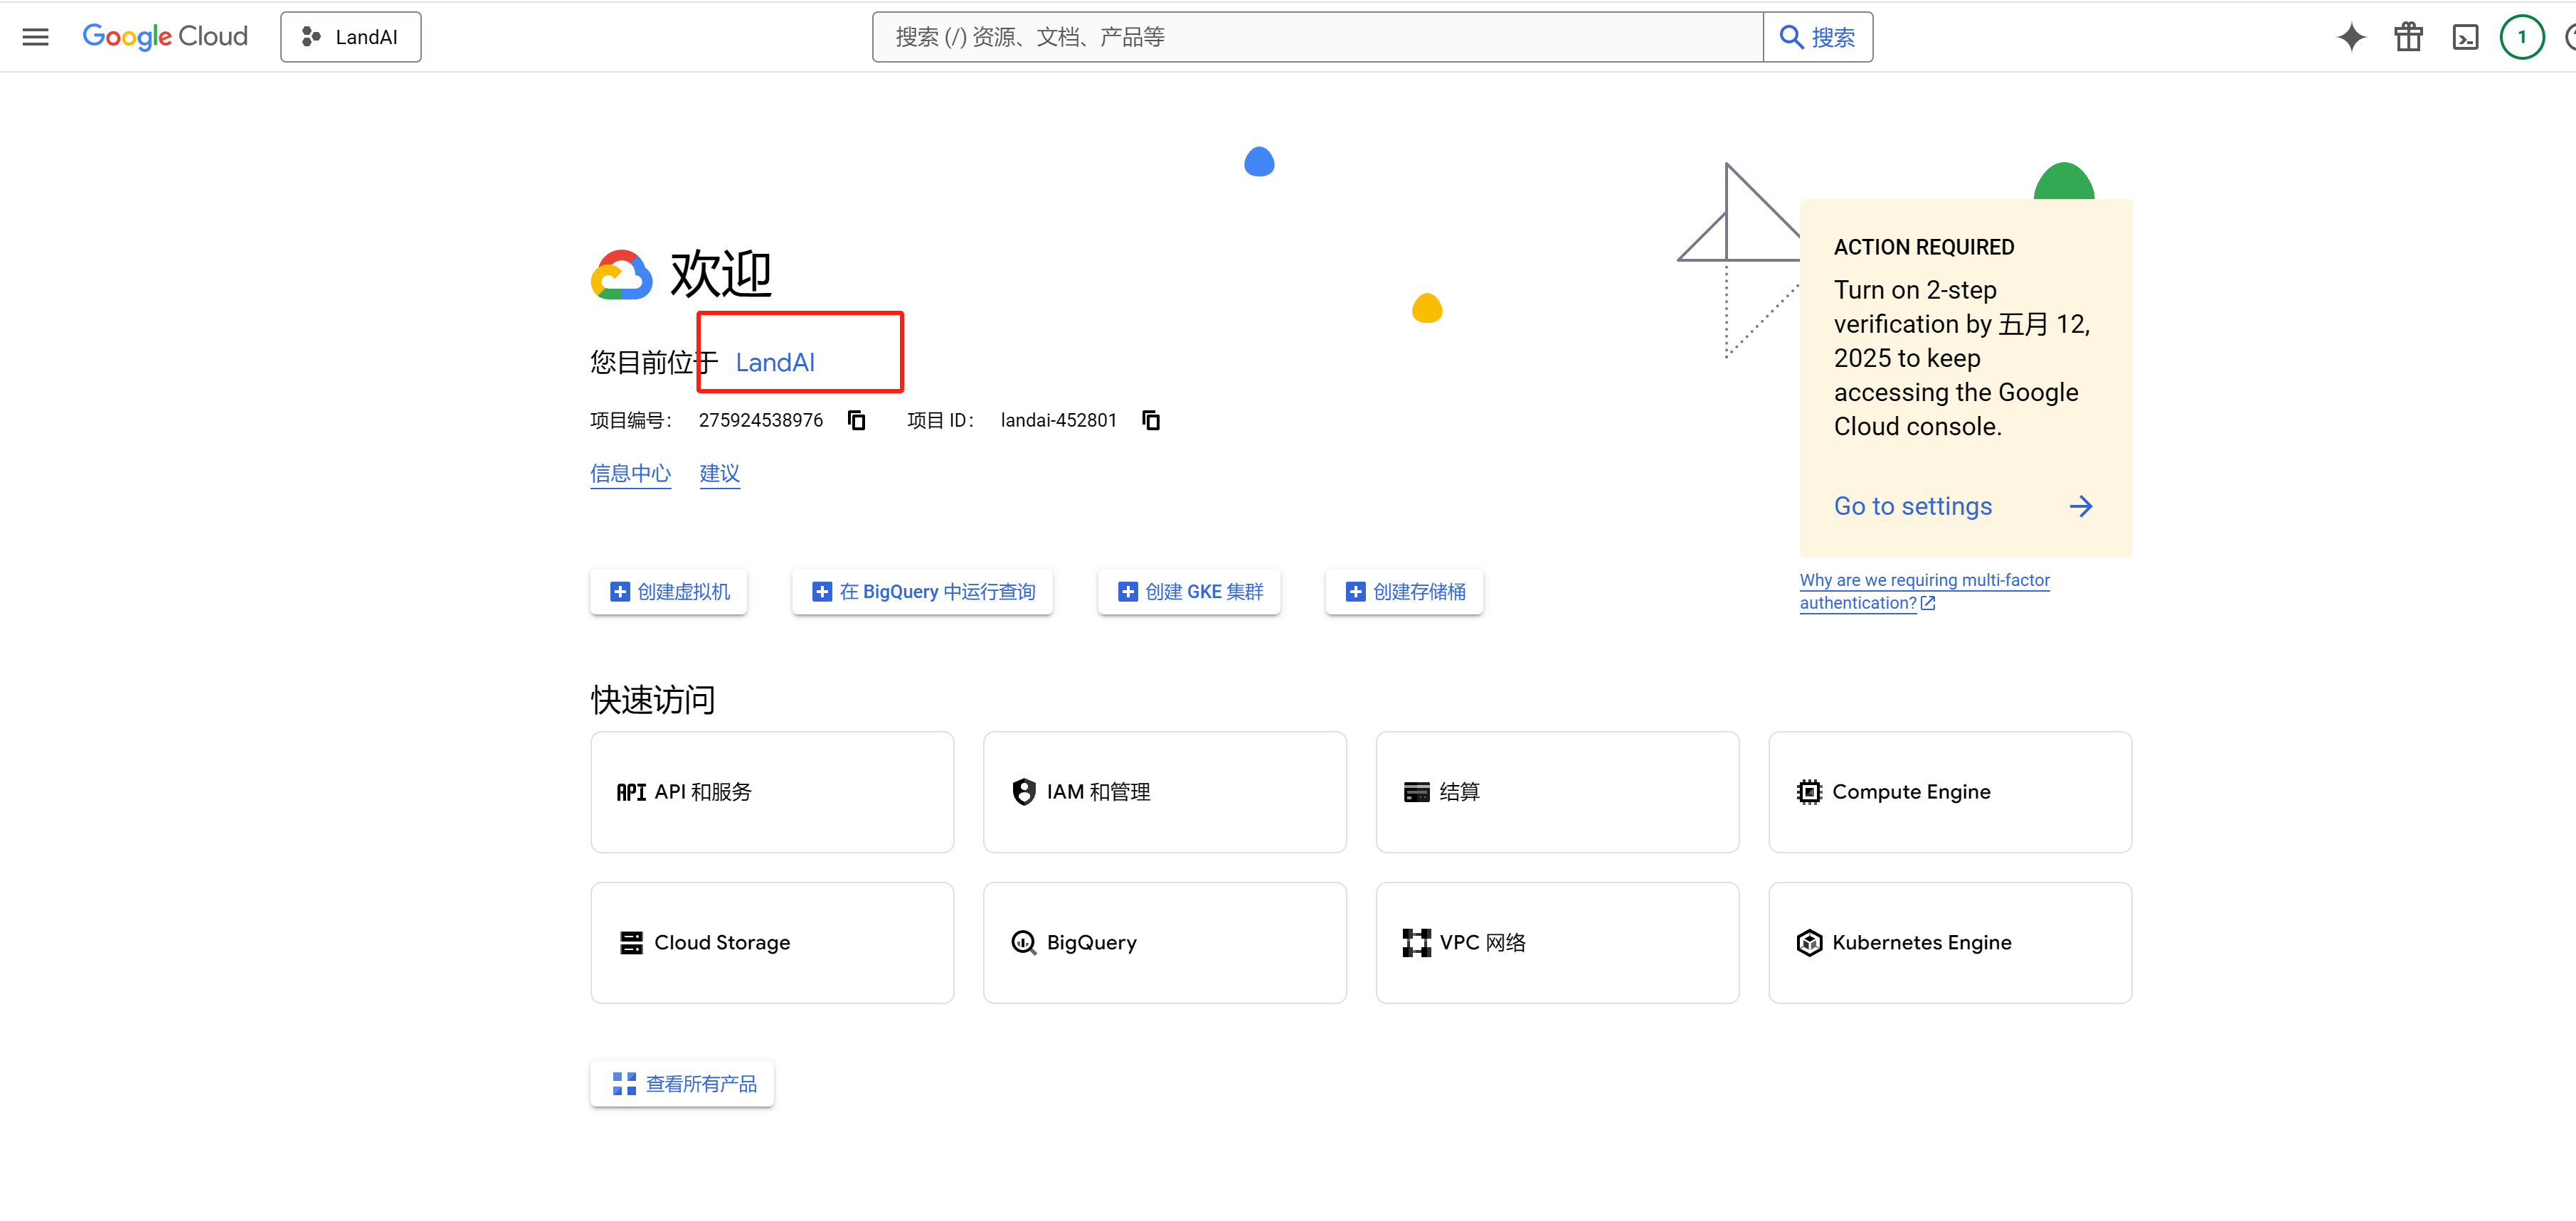 Google Cloud
LandAI
搜索 (/) 资源、文档、产品等
搜索
1
欢迎
您目前位于 LandAI
项目编号： 275924538976 项目 ID： landai-452801
信息中心 建议
ACTION REQUIRED
Turn on 2-step
verification by 五月 12,
2025 to keep
accessing the Google
Cloud console.
Go to settings
Why are we requiring multi-factor
authentication?
创建虚拟机
在 BigQuery 中运行查询
创建 GKE 集群
创建存储桶
快速访问
API API 和服务
IAM 和管理
结算
Compute Engine
Cloud Storage
BigQuery
VPC 网络
Kubernetes Engine
查看所有产品